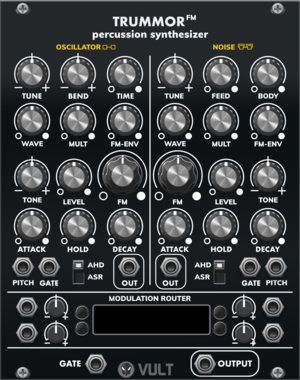 TRUMMOR FM
percussion synthesizer
OSCILLATOR NOISE
TUNE BEND TIME TUNE FEED BODY
WAVE MULT FM-ENV WAVE MULT FM-ENV
TONE LEVEL FM FM LEVEL TONE
ATTACK HOLD DECAY ATTACK HOLD DECAY
PITCH GATE AHD ASR OUT OUT AHD ASR GATE PITCH
MODULATION ROUTER
GATE VULT OUTPUT